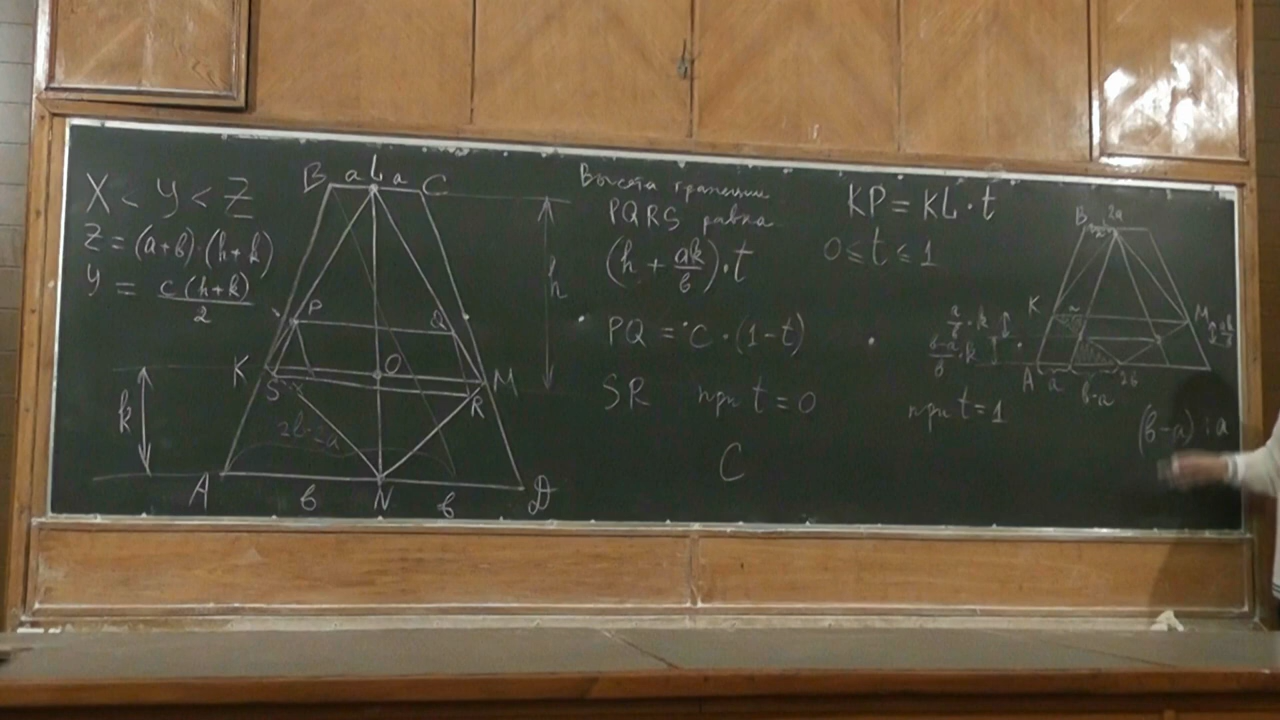 X < Y < Z
Z = (a+b)·(h+k)
Y = c(h+k)/2
B a L a C
P Q
K S O M R
k
h
2b-2a
A b N b D
Высота трапеции
PQRS равна
(h + ak/b)·t
PQ = c·(1-t)
SR при t=0
C
KP = KL·t
0 ≤ t ≤ 1
при t=1
B 2a
K a M
a/b·k
b-a/b·k
A a b-a 2b
(b-a) : a